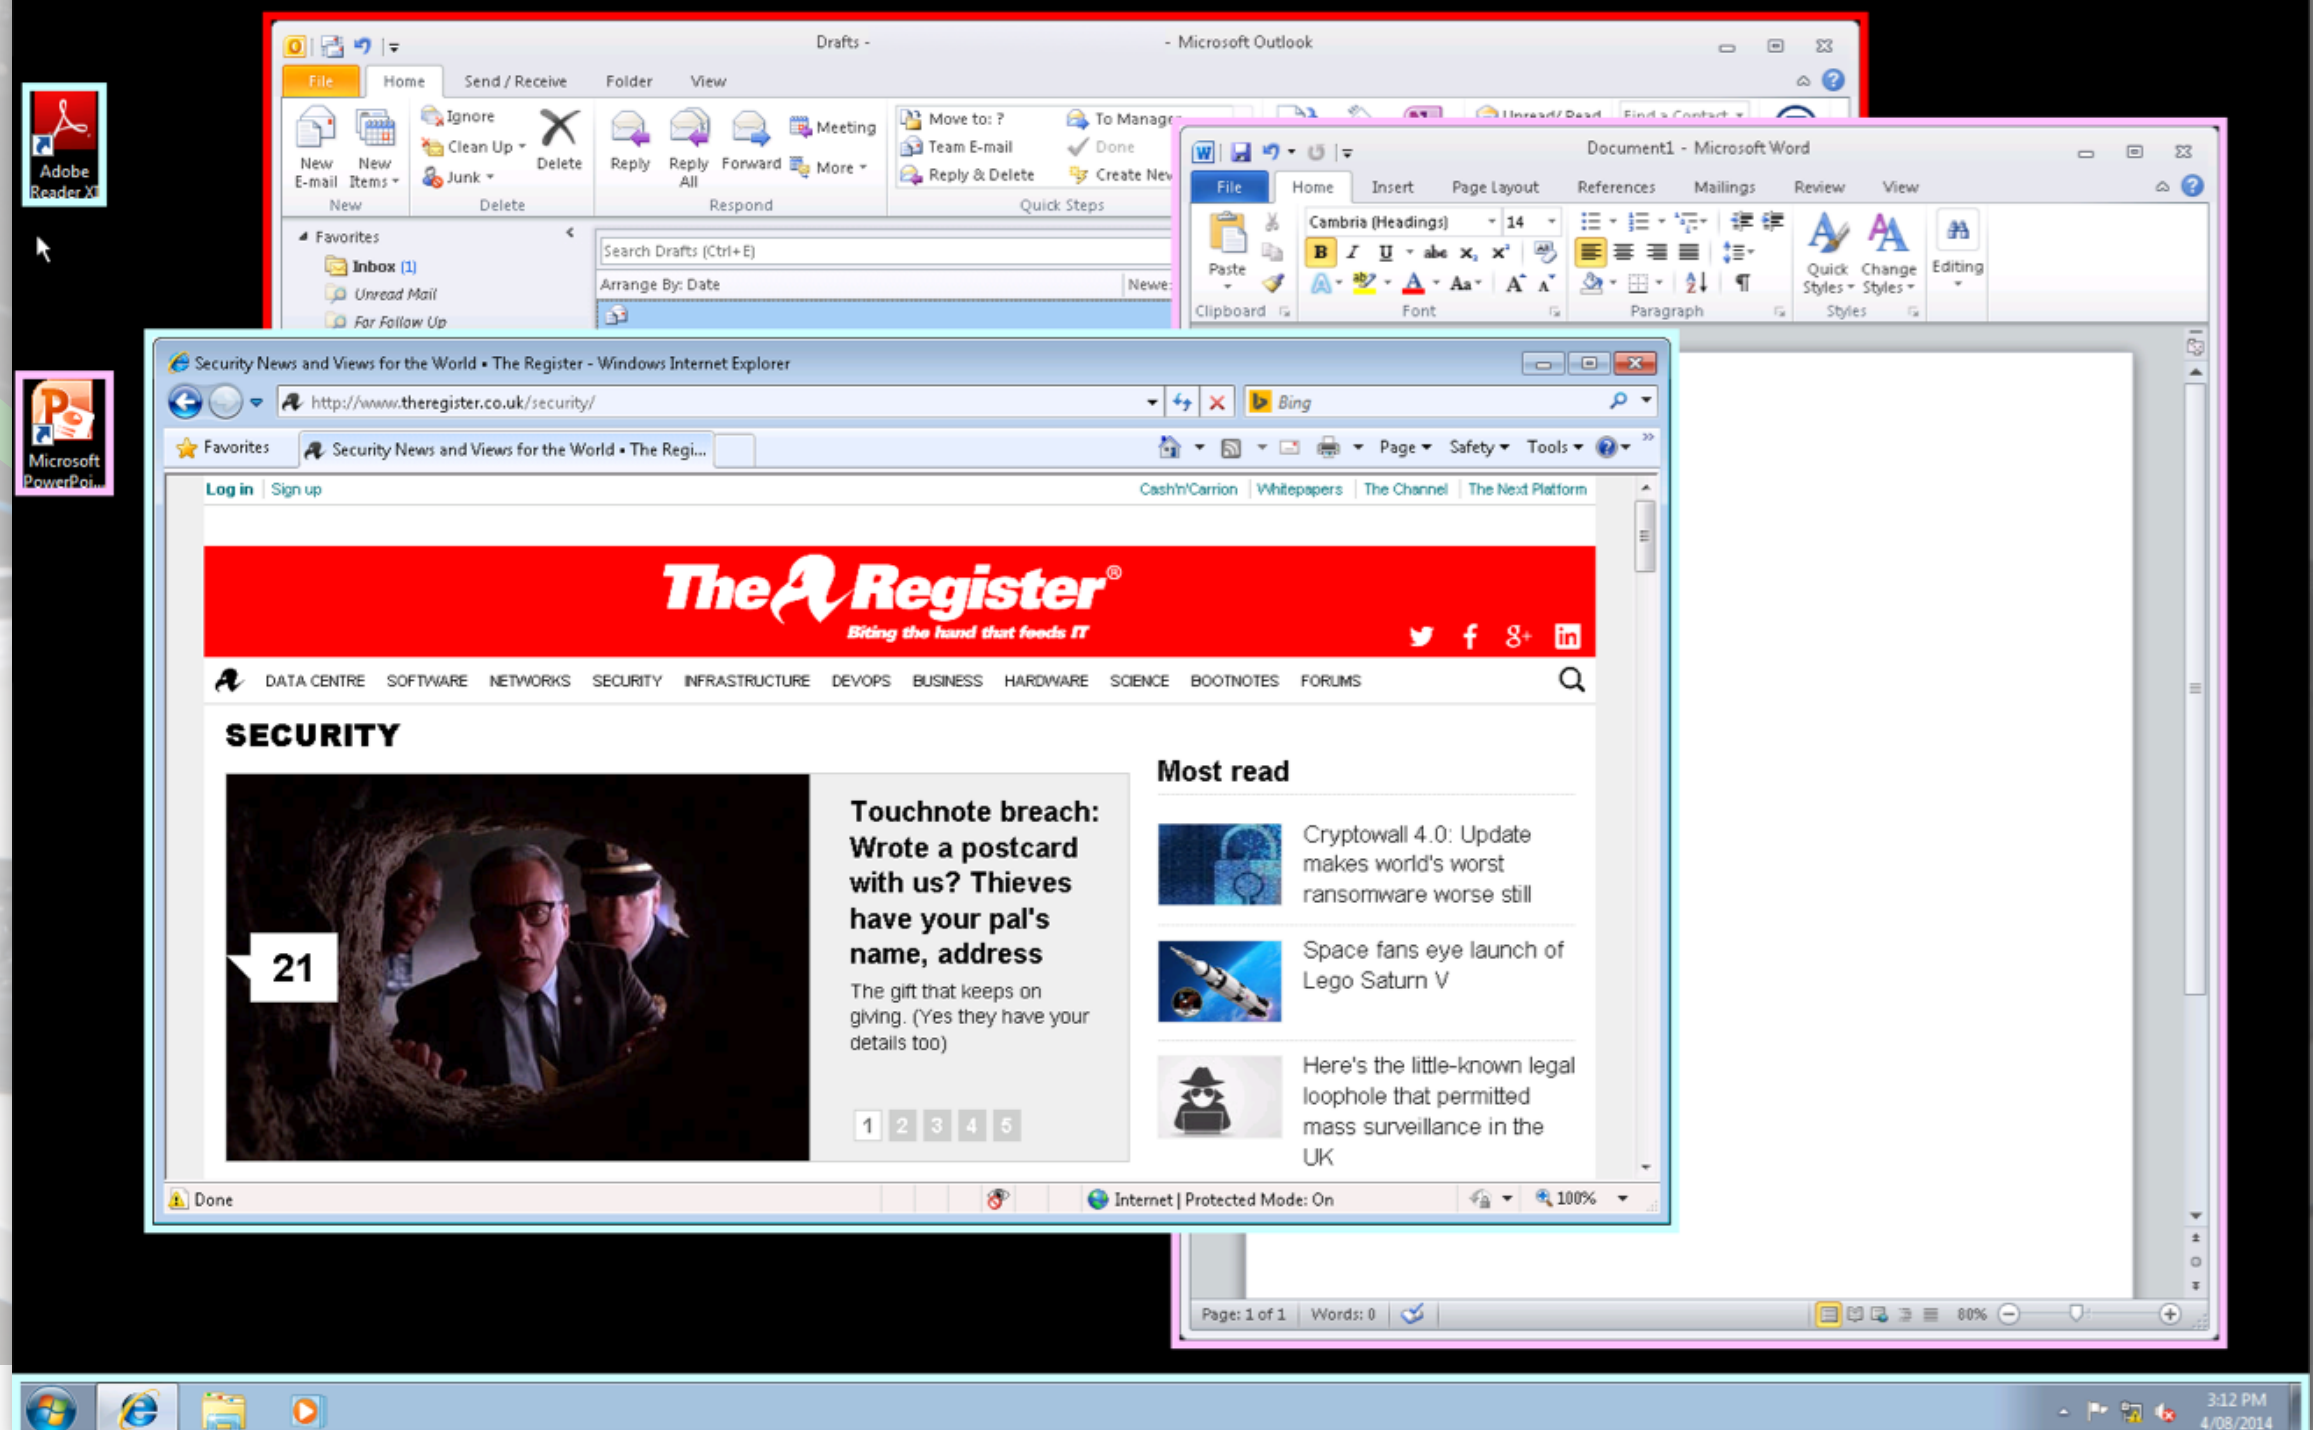 Drafts -
- Microsoft Outlook
File Home Send / Receive Folder View
Ignore
Clean Up
Junk
Delete
New
E-mail
New
Items
Reply
Reply
All
Forward
Meeting
More
Move to: ?
Team E-mail
Reply & Delete
To Manager
Done
Create New
Unread/ Read
Find a Contact
New
Delete
Respond
Quick Steps
Favorites
Inbox (1)
Unread Mail
For Follow Up
Search Drafts (Ctrl+E)
Arrange By: Date
Adobe
Reader XI
Microsoft
PowerPoi...
Document1 - Microsoft Word
File Home Insert Page Layout References Mailings Review View
Cambria (Headings) 14
Paste
B I U abc x₂ x²
A Aa A A
Quick
Styles
Change
Styles
Editing
Clipboard
Font
Paragraph
Styles
Security News and Views for the World • The Register - Windows Internet Explorer
http://www.theregister.co.uk/security/
Bing
Favorites
Security News and Views for the World • The Regi...
Page Safety Tools
Log in Sign up
Cash'n'Carrion Whitepapers The Channel The Next Platform
The Register®
Biting the hand that feeds IT
DATA CENTRE SOFTWARE NETWORKS SECURITY INFRASTRUCTURE DEVOPS BUSINESS HARDWARE SCIENCE BOOTNOTES FORUMS
SECURITY
21
Touchnote breach:
Wrote a postcard
with us? Thieves
have your pal's
name, address
The gift that keeps on
giving. (Yes they have your
details too)
1 2 3 4 5
Most read
Cryptowall 4.0: Update
makes world's worst
ransomware worse still
Space fans eye launch of
Lego Saturn V
Here's the little-known legal
loophole that permitted
mass surveillance in the
UK
Done
Internet | Protected Mode: On
100%
Page: 1 of 1
Words: 0
80%
3:12 PM
4/08/2014